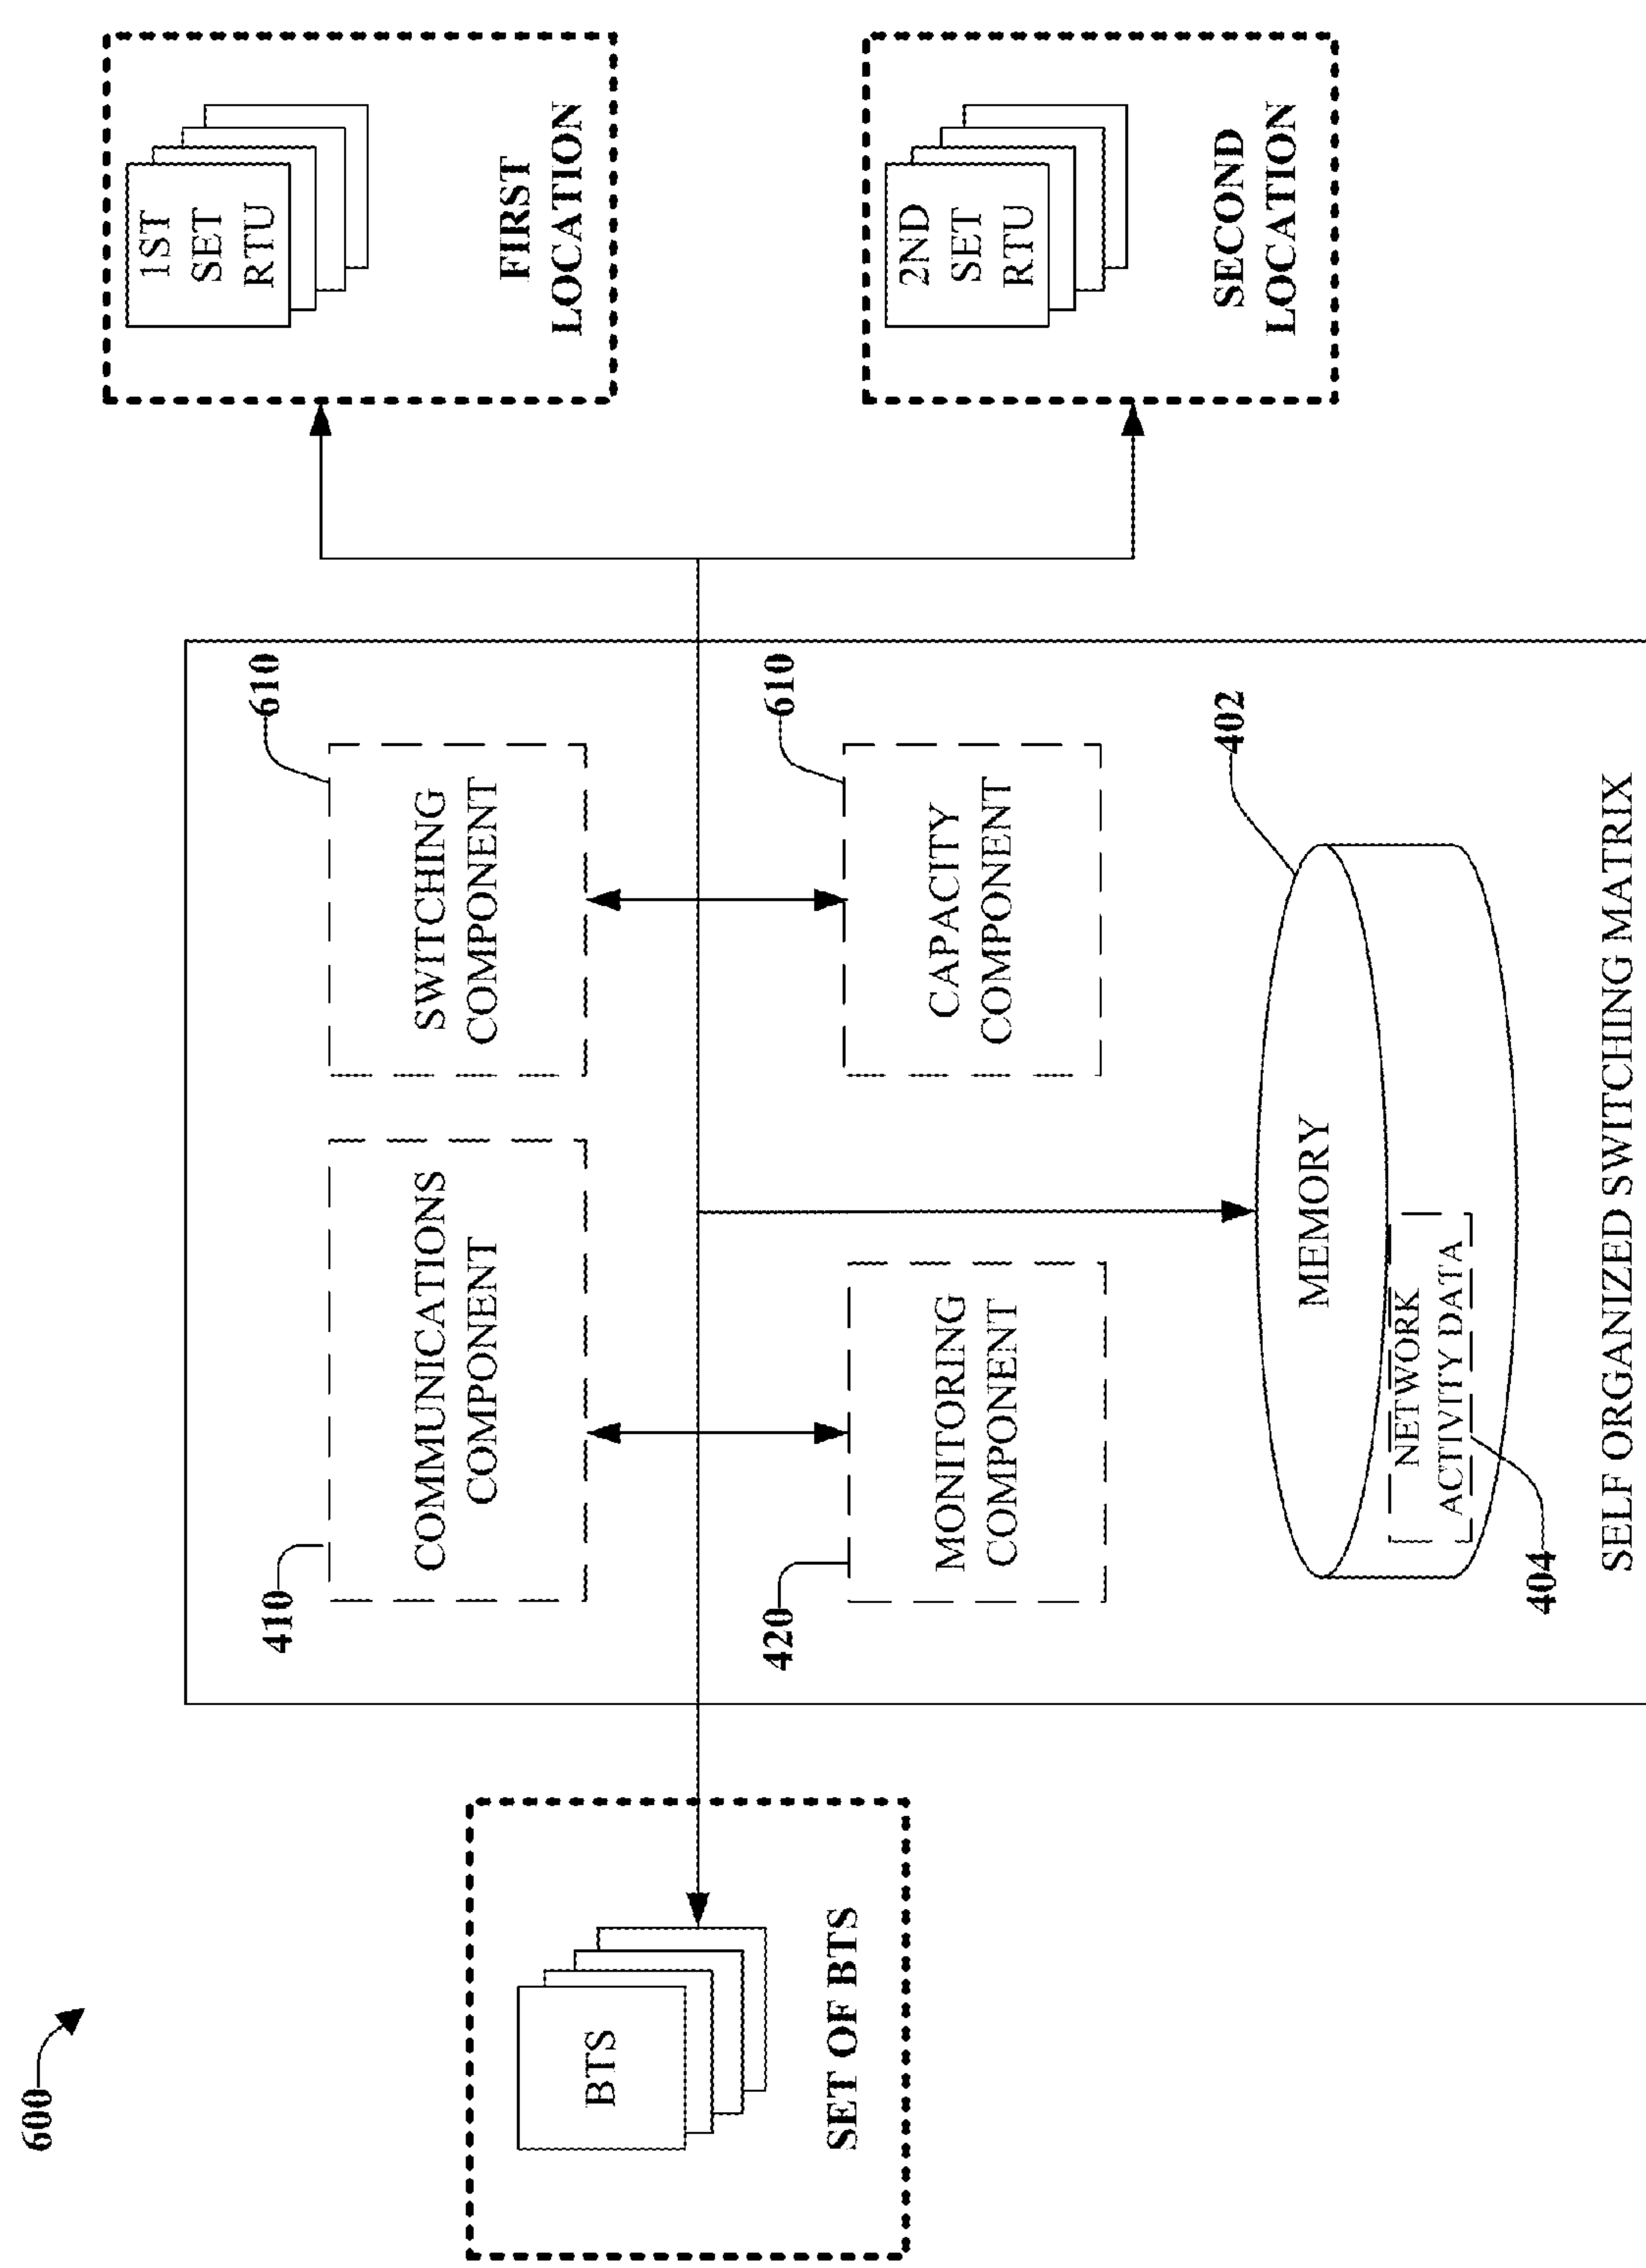 600
BTS
SET OF BTS
410
COMMUNICATIONS
COMPONENT
610
SWITCHING
COMPONENT
420
MONITORING
COMPONENT
610
CAPACITY
COMPONENT
402
MEMORY
NETWORK
ACTIVITY DATA
404
SELF ORGANIZED SWITCHING MATRIX
1ST
SET
RTU
FIRST
LOCATION
2ND
SET
RTU
SECOND
LOCATION